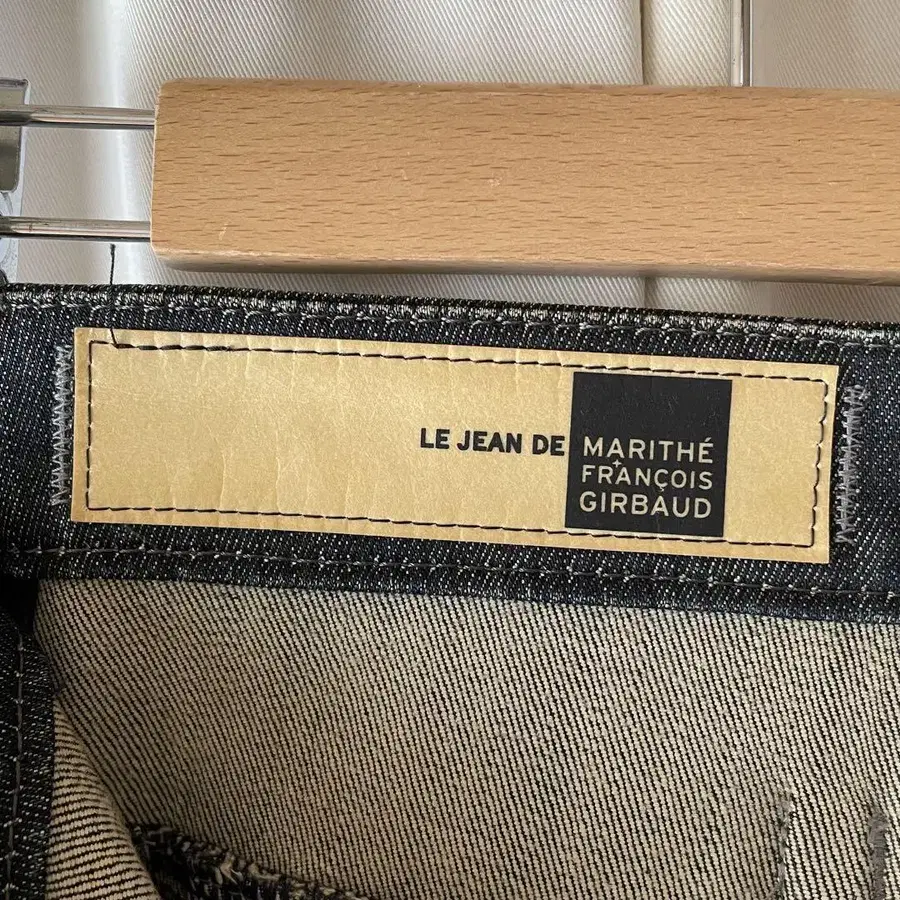 LE JEAN DE
MARITHÉ
+
FRANÇOIS
GIRBAUD